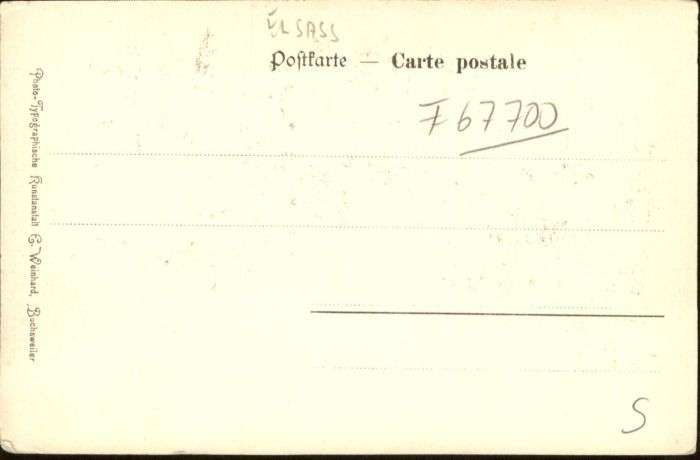 ELSASS
Poſtkarte — Carte postale
F 67700
Photo-Typographische Kunstanstalt E. Weinhard, Buchsweiler
S